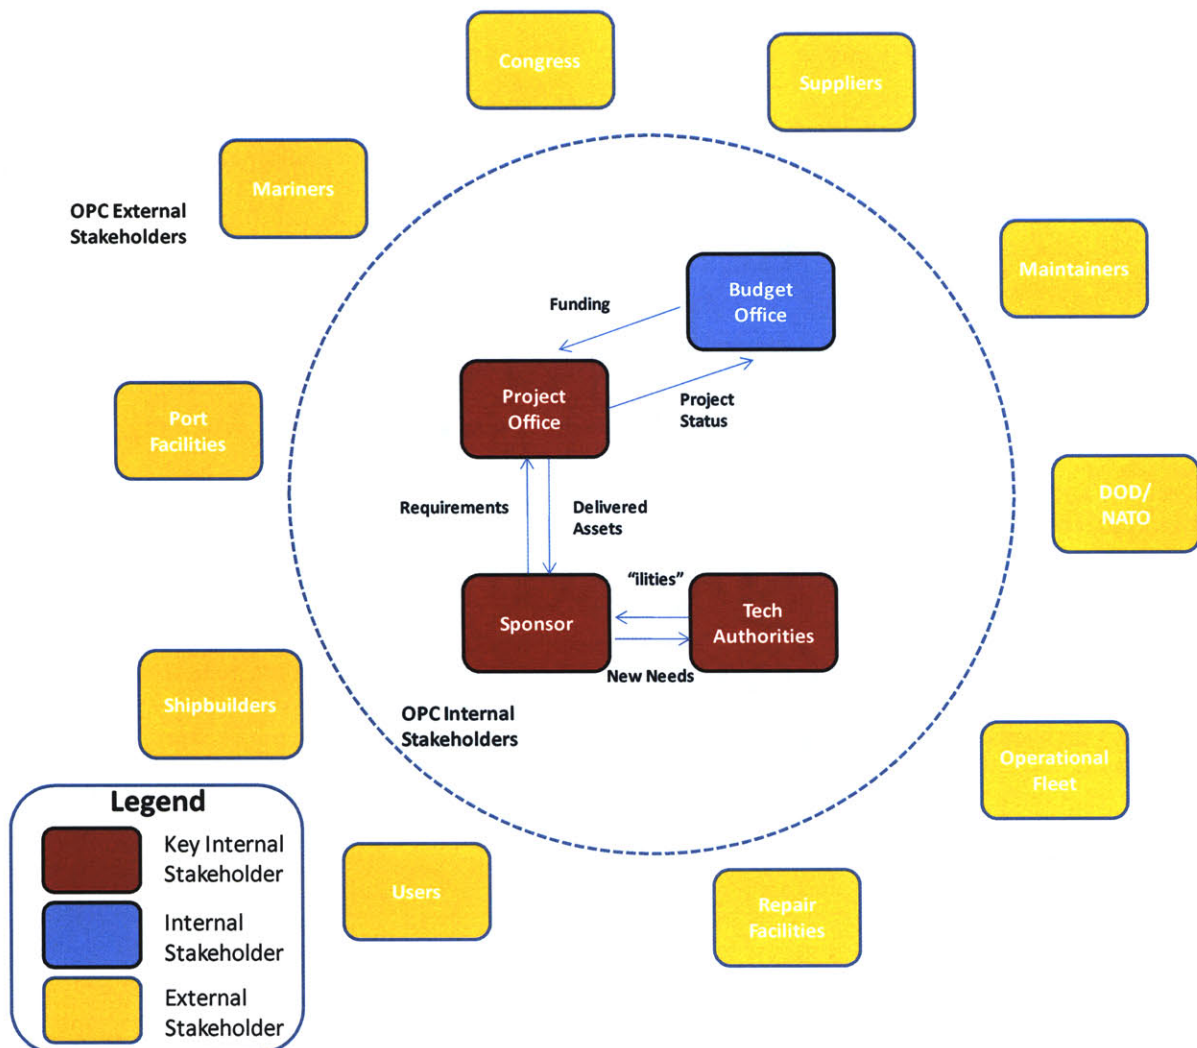 Congress
Suppliers
Mariners
OPC External
Stakeholders
Maintainers
Budget
Office
Funding
Project
Office
Project
Status
Port
Facilities
DOD/
NATO
Requirements
Delivered
Assets
"ilities"
Sponsor
Tech
Authorities
New Needs
Shipbuilders
OPC Internal
Stakeholders
Operational
Fleet
Legend
Key Internal
Stakeholder
Internal
Stakeholder
External
Stakeholder
Users
Repair
Facilities